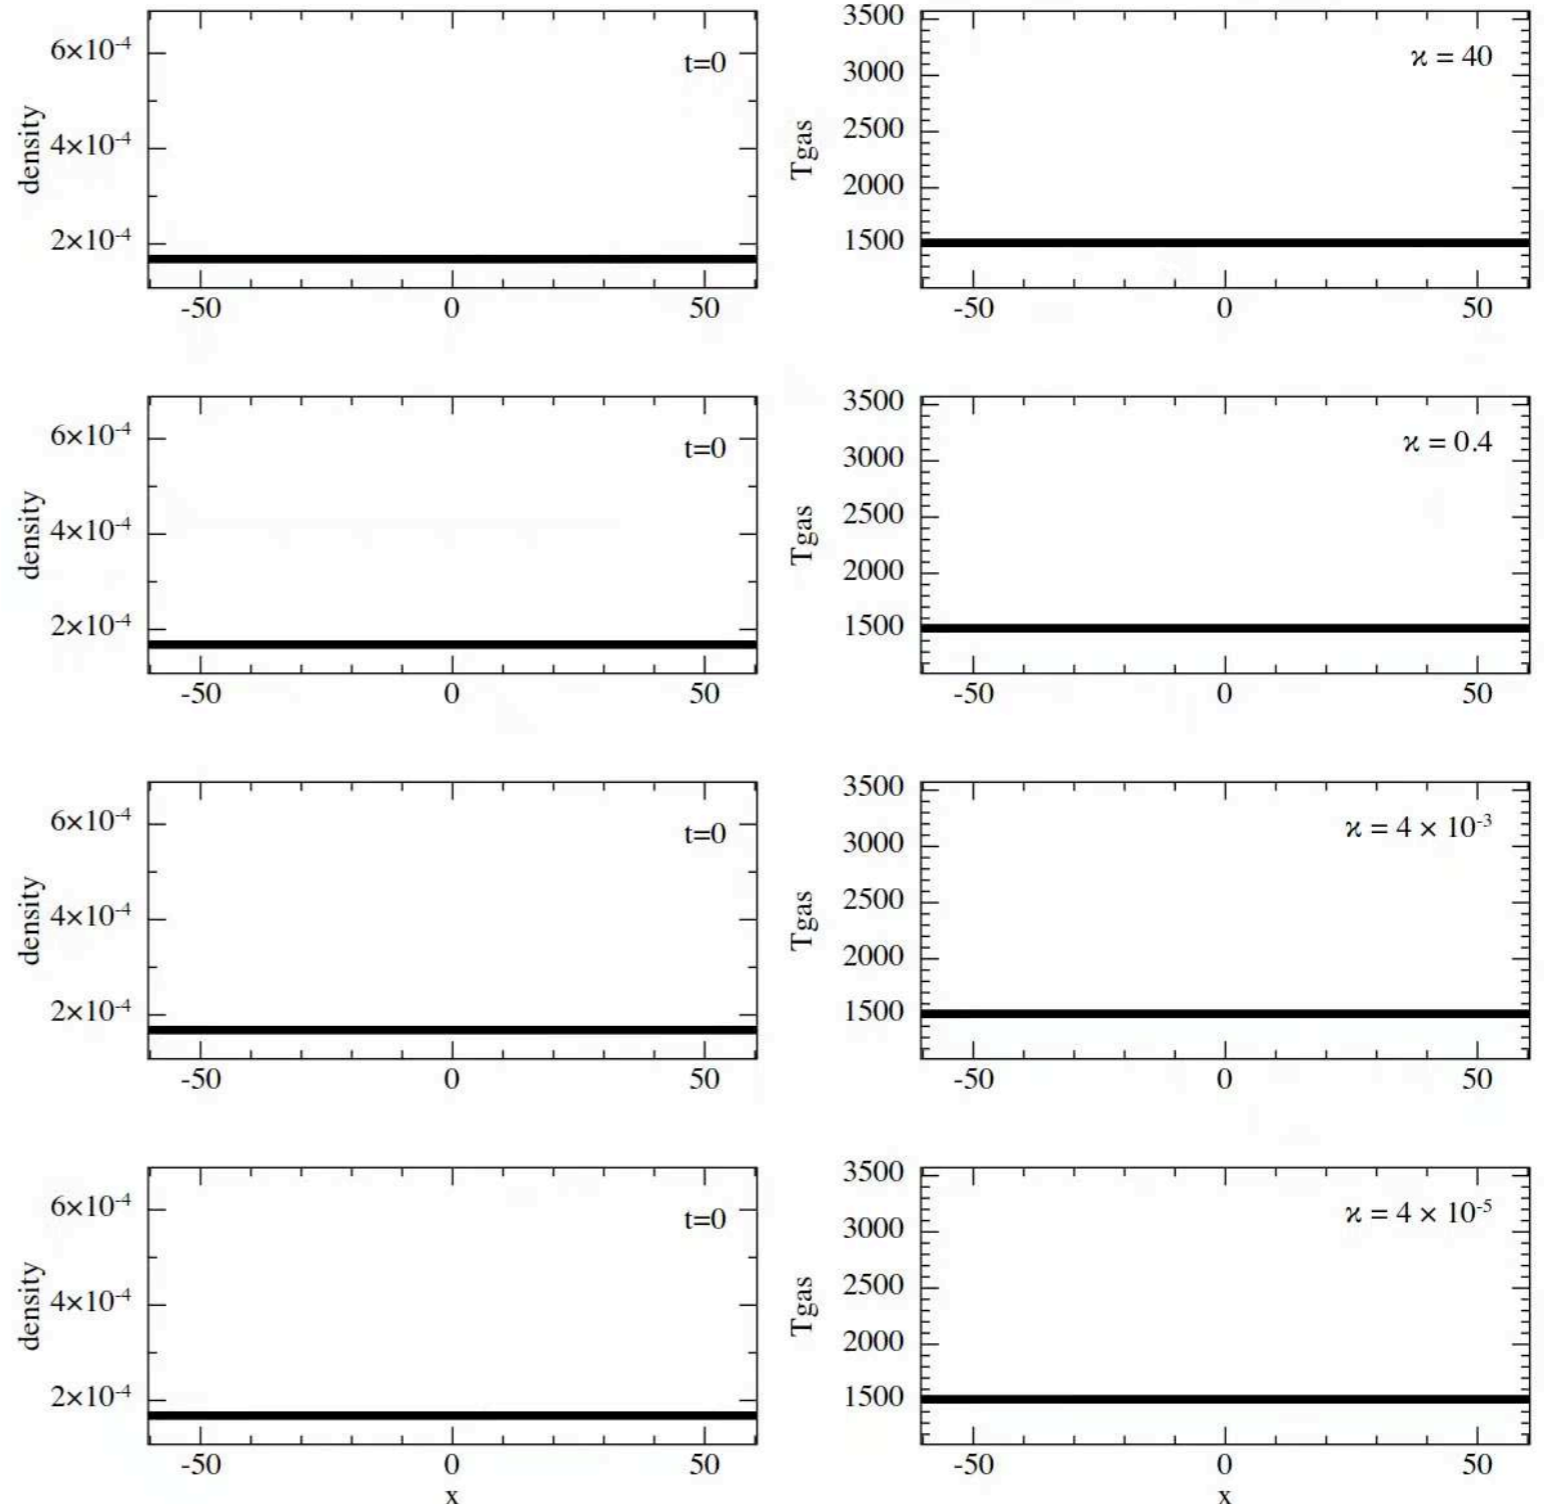 6×10⁻⁴
4×10⁻⁴
2×10⁻⁴
density
t=0
-50 0 50
3500
3000
2500
2000
1500
Tgas
ϰ = 40
-50 0 50
6×10⁻⁴
4×10⁻⁴
2×10⁻⁴
density
t=0
-50 0 50
3500
3000
2500
2000
1500
Tgas
ϰ = 0.4
-50 0 50
6×10⁻⁴
4×10⁻⁴
2×10⁻⁴
density
t=0
-50 0 50
3500
3000
2500
2000
1500
Tgas
ϰ = 4 × 10⁻³
-50 0 50
6×10⁻⁴
4×10⁻⁴
2×10⁻⁴
density
t=0
-50 0 50
x
3500
3000
2500
2000
1500
Tgas
ϰ = 4 × 10⁻⁵
-50 0 50
x